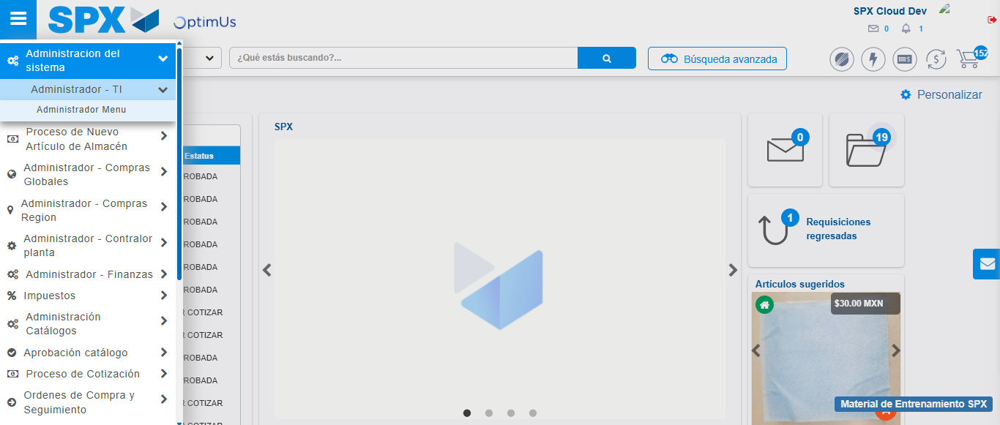 SPX
OptimUs
SPX Cloud Dev
0
1
Administracion del
sistema
Administrador - TI
Administrador Menu
Proceso de Nuevo
Artículo de Almacén
Administrador - Compras
Globales
Administrador - Compras
Region
Administrador - Contralor
planta
Administrador - Finanzas
Impuestos
Administración
Catálogos
Aprobación catálogo
Proceso de Cotización
Ordenes de Compra y
Seguimiento
¿Qué estás buscando?...
Búsqueda avanzada
152
Personalizar
Estatus
ROBADA
ROBADA
ROBADA
ROBADA
ROBADA
ROBADA
R COTIZAR
R COTIZAR
ROBADA
ROBADA
R COTIZAR
COTIZAR
SPX
0
19
1
Requisiciones
regresadas
Artículos sugeridos
$30.00 MXN
Material de Entrenamiento SPX